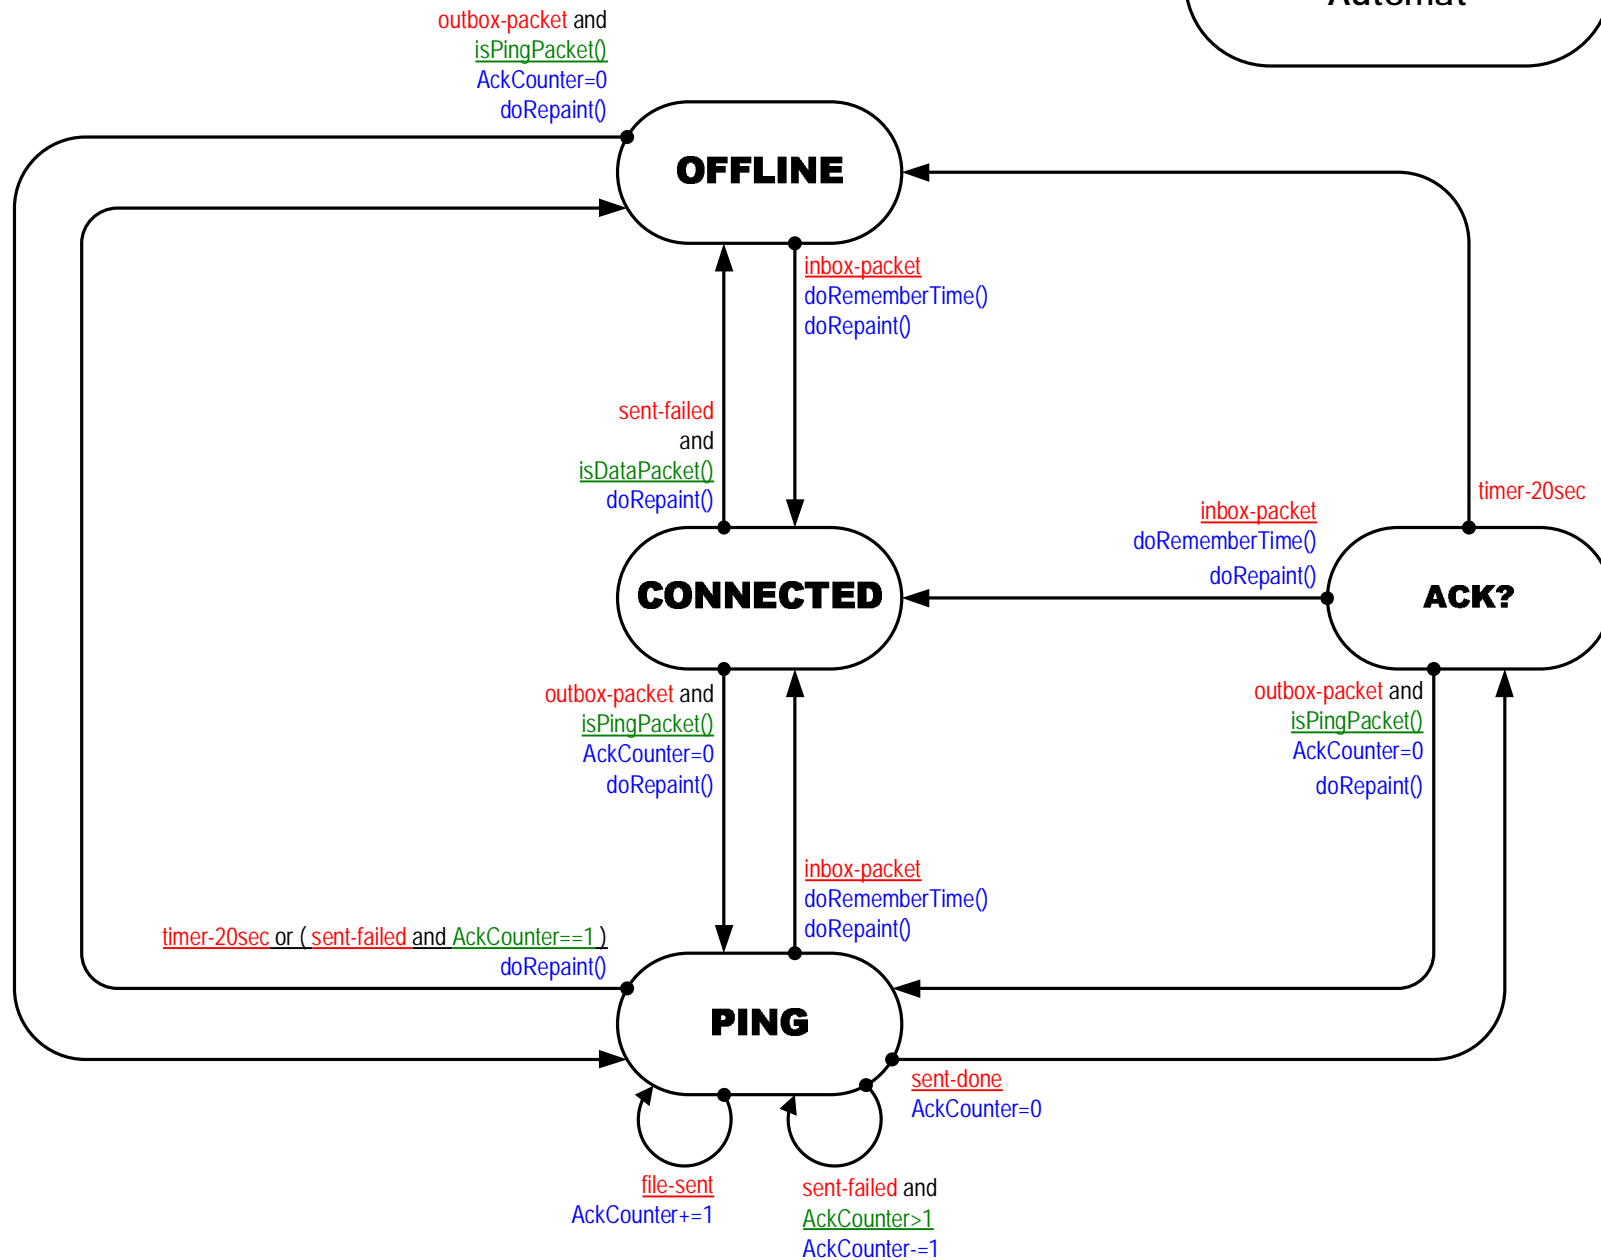 Automat
outbox-packet and
isPingPacket()
AckCounter=0
doRepaint()
OFFLINE
inbox-packet
doRememberTime()
doRepaint()
sent-failed
and
isDataPacket()
doRepaint()
timer-20sec
inbox-packet
doRememberTime()
doRepaint()
CONNECTED
ACK?
outbox-packet and
isPingPacket()
AckCounter=0
doRepaint()
outbox-packet and
isPingPacket()
AckCounter=0
doRepaint()
inbox-packet
doRememberTime()
doRepaint()
timer-20sec or ( sent-failed and AckCounter==1 )
doRepaint()
PING
sent-done
AckCounter=0
file-sent
AckCounter+=1
sent-failed and
AckCounter>1
AckCounter-=1